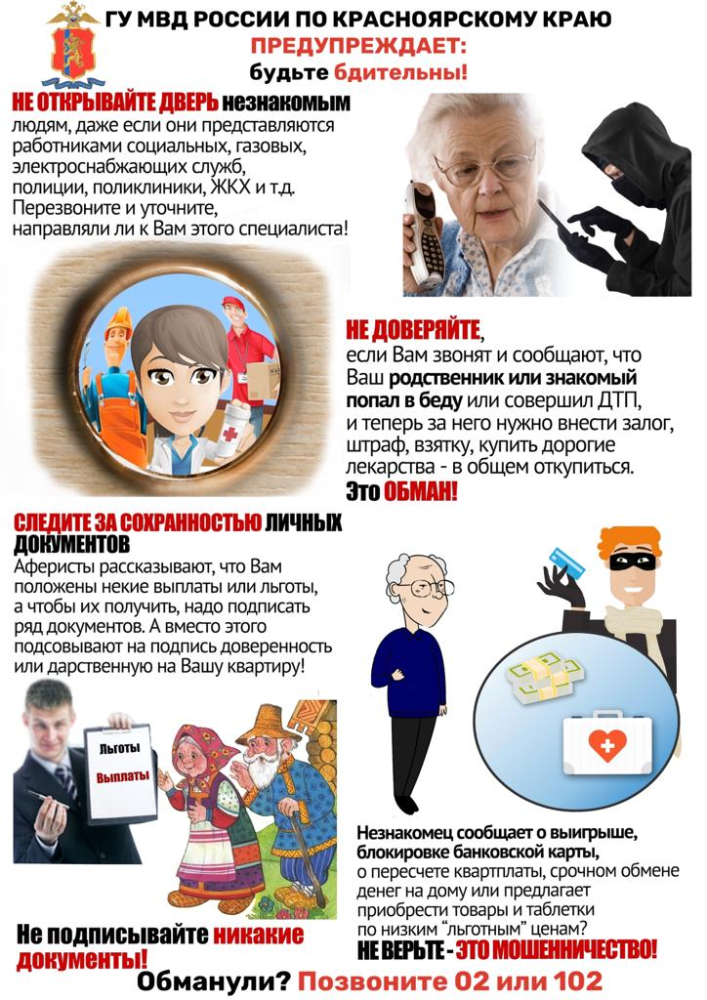 ГУ МВД РОССИИ ПО КРАСНОЯРСКОМУ КРАЮ
ПРЕДУПРЕЖДАЕТ:
будьте бдительны!
НЕ ОТКРЫВАЙТЕ ДВЕРЬ незнакомым
людям, даже если они представляются
работниками социальных, газовых,
электроснабжающих служб,
полиции, поликлиники, ЖКХ и т.д.
Перезвоните и уточните,
направляли ли к Вам этого специалиста!
НЕ ДОВЕРЯЙТЕ,
если Вам звонят и сообщают, что
Ваш родственник или знакомый
попал в беду или совершил ДТП,
и теперь за него нужно внести залог,
штраф, взятку, купить дорогие
лекарства - в общем откупиться.
Это ОБМАН!
СЛЕДИТЕ ЗА СОХРАННОСТЬЮ ЛИЧНЫХ
ДОКУМЕНТОВ
Аферисты рассказывают, что Вам
положены некие выплаты или льготы,
а чтобы их получить, надо подписать
ряд документов. А вместо этого
подсовывают на подпись доверенность
или дарственную на Вашу квартиру!
Льготы
Выплаты
Не подписывайте никакие
документы!
Незнакомец сообщает о выигрыше,
блокировке банковской карты,
о пересчете квартплаты, срочном обмене
денег на дому или предлагает
приобрести товары и таблетки
по низким "льготным" ценам?
НЕ ВЕРЬТЕ - ЭТО МОШЕННИЧЕСТВО!
Обманули? Позвоните 02 или 102